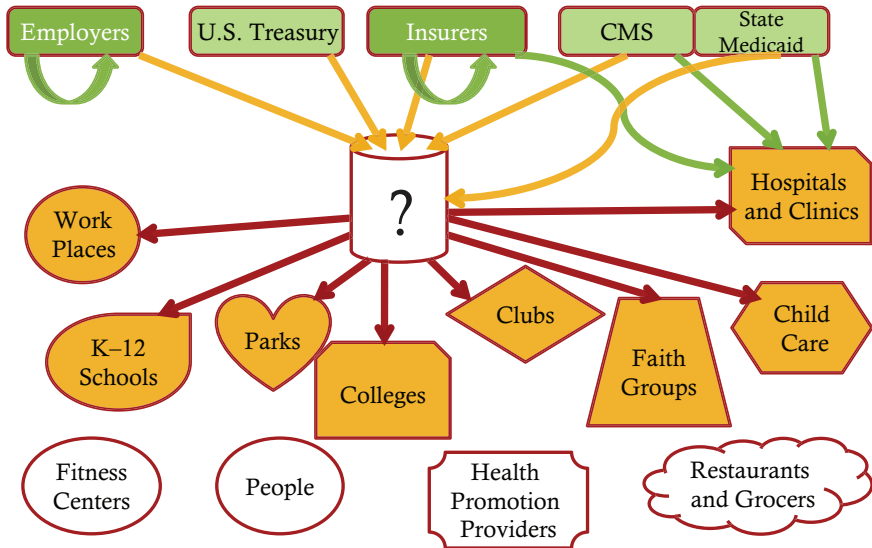 Employers
U.S. Treasury
Insurers
CMS
State
Medicaid
?
Hospitals
and Clinics
Work
Places
K–12
Schools
Parks
Colleges
Clubs
Faith
Groups
Child
Care
Fitness
Centers
People
Health
Promotion
Providers
Restaurants
and Grocers